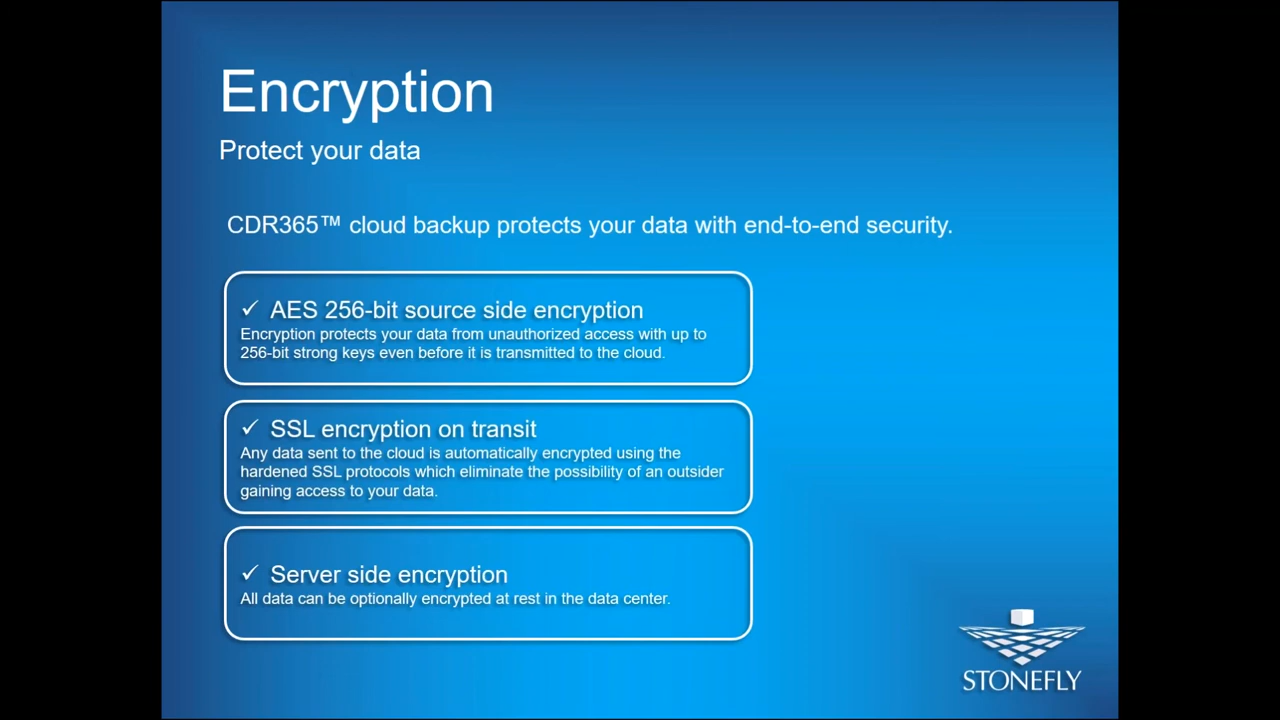 Encryption
Protect your data
CDR365™ cloud backup protects your data with end-to-end security.
✓ AES 256-bit source side encryption
Encryption protects your data from unauthorized access with up to
256-bit strong keys even before it is transmitted to the cloud.
✓ SSL encryption on transit
Any data sent to the cloud is automatically encrypted using the
hardened SSL protocols which eliminate the possibility of an outsider
gaining access to your data.
✓ Server side encryption
All data can be optionally encrypted at rest in the data center.
STONEFLY